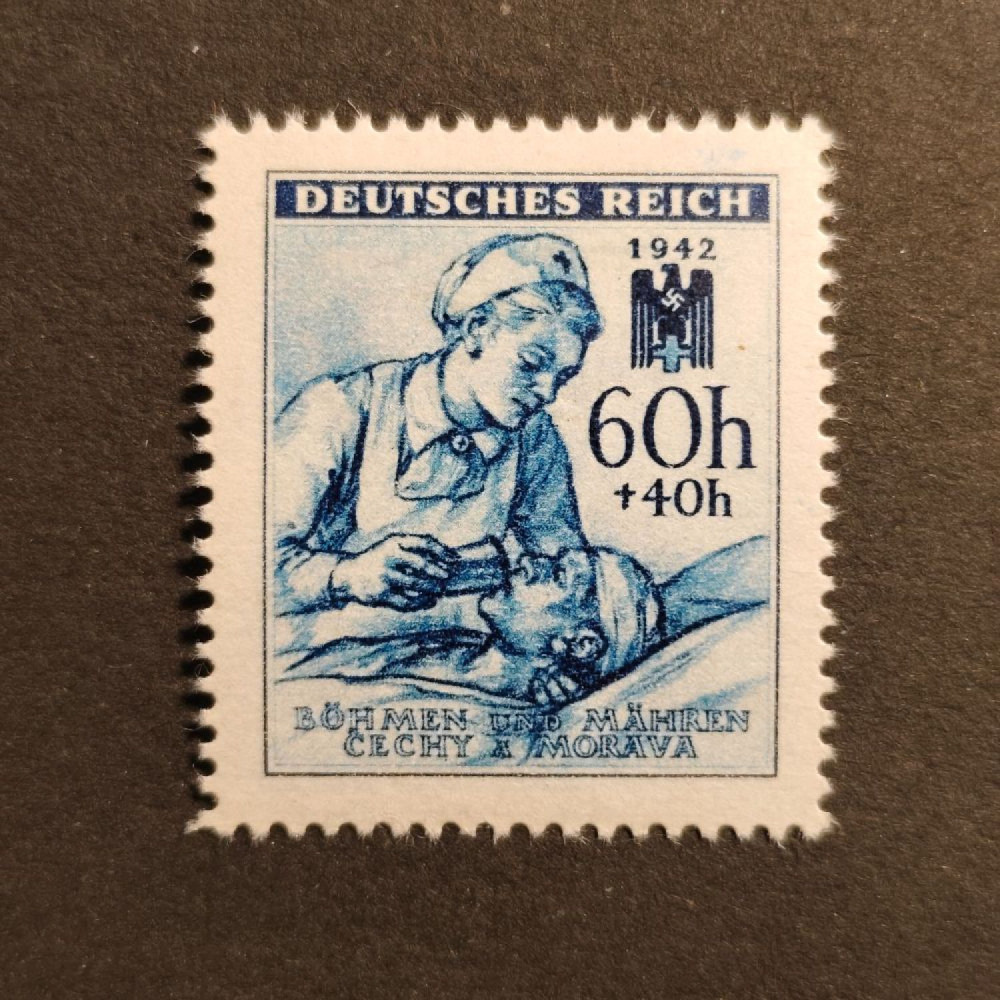 DEUTSCHES REICH
1942
60h
+40h
BÖHMEN UND MÄHREN
ČECHY A MORAVA